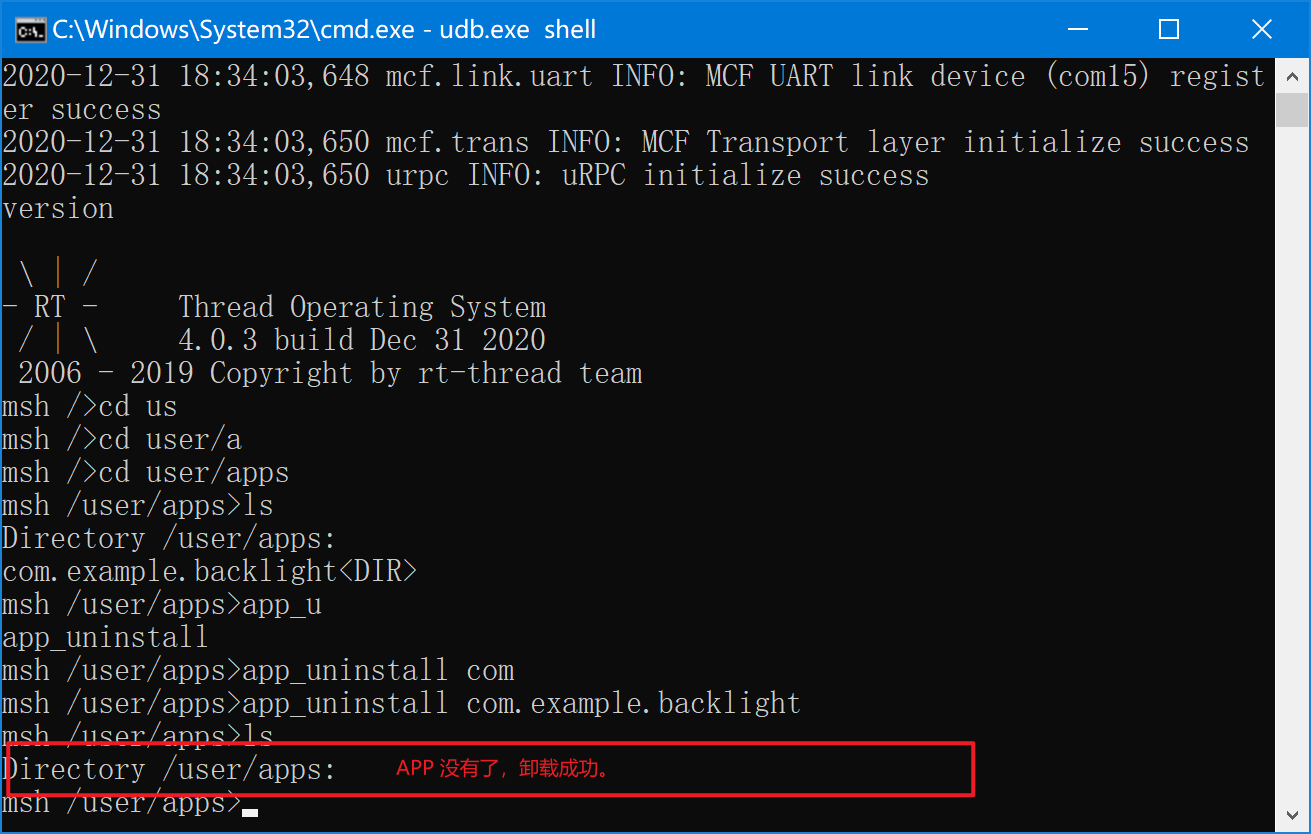 C:\Windows\System32\cmd.exe - udb.exe  shell
2020-12-31 18:34:03,648 mcf.link.uart INFO: MCF UART link device (com15) regist
er success
2020-12-31 18:34:03,650 mcf.trans INFO: MCF Transport layer initialize success
2020-12-31 18:34:03,650 urpc INFO: uRPC initialize success
version
 \ | /
- RT -     Thread Operating System
 / | \     4.0.3 build Dec 31 2020
 2006 - 2019 Copyright by rt-thread team
msh />cd us
msh />cd user/a
msh />cd user/apps
msh /user/apps>ls
Directory /user/apps:
com.example.backlight<DIR>
msh /user/apps>app_u
app_uninstall
msh /user/apps>app_uninstall com
msh /user/apps>app_uninstall com.example.backlight
msh /user/apps>ls
Directory /user/apps: APP 没有了，卸载成功。
msh /user/apps>